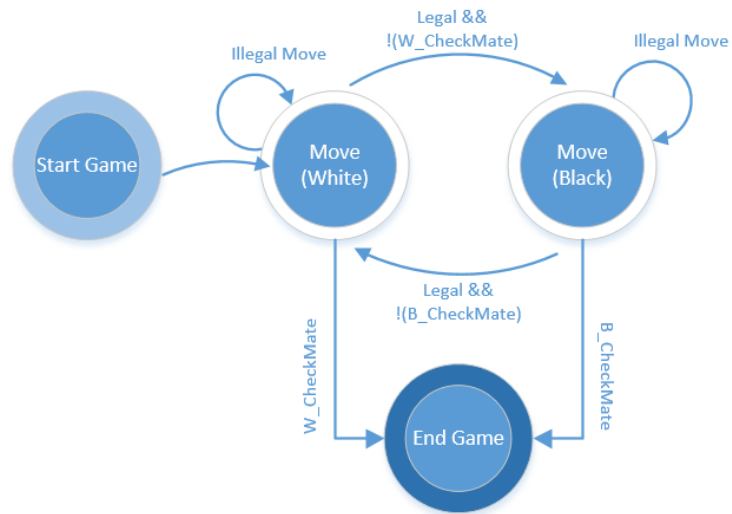 Legal &&
!(W_CheckMate)
Illegal Move
Illegal Move
Start Game
Move
(White)
Move
(Black)
Legal &&
!(B_CheckMate)
W_CheckMate
B_CheckMate
End Game